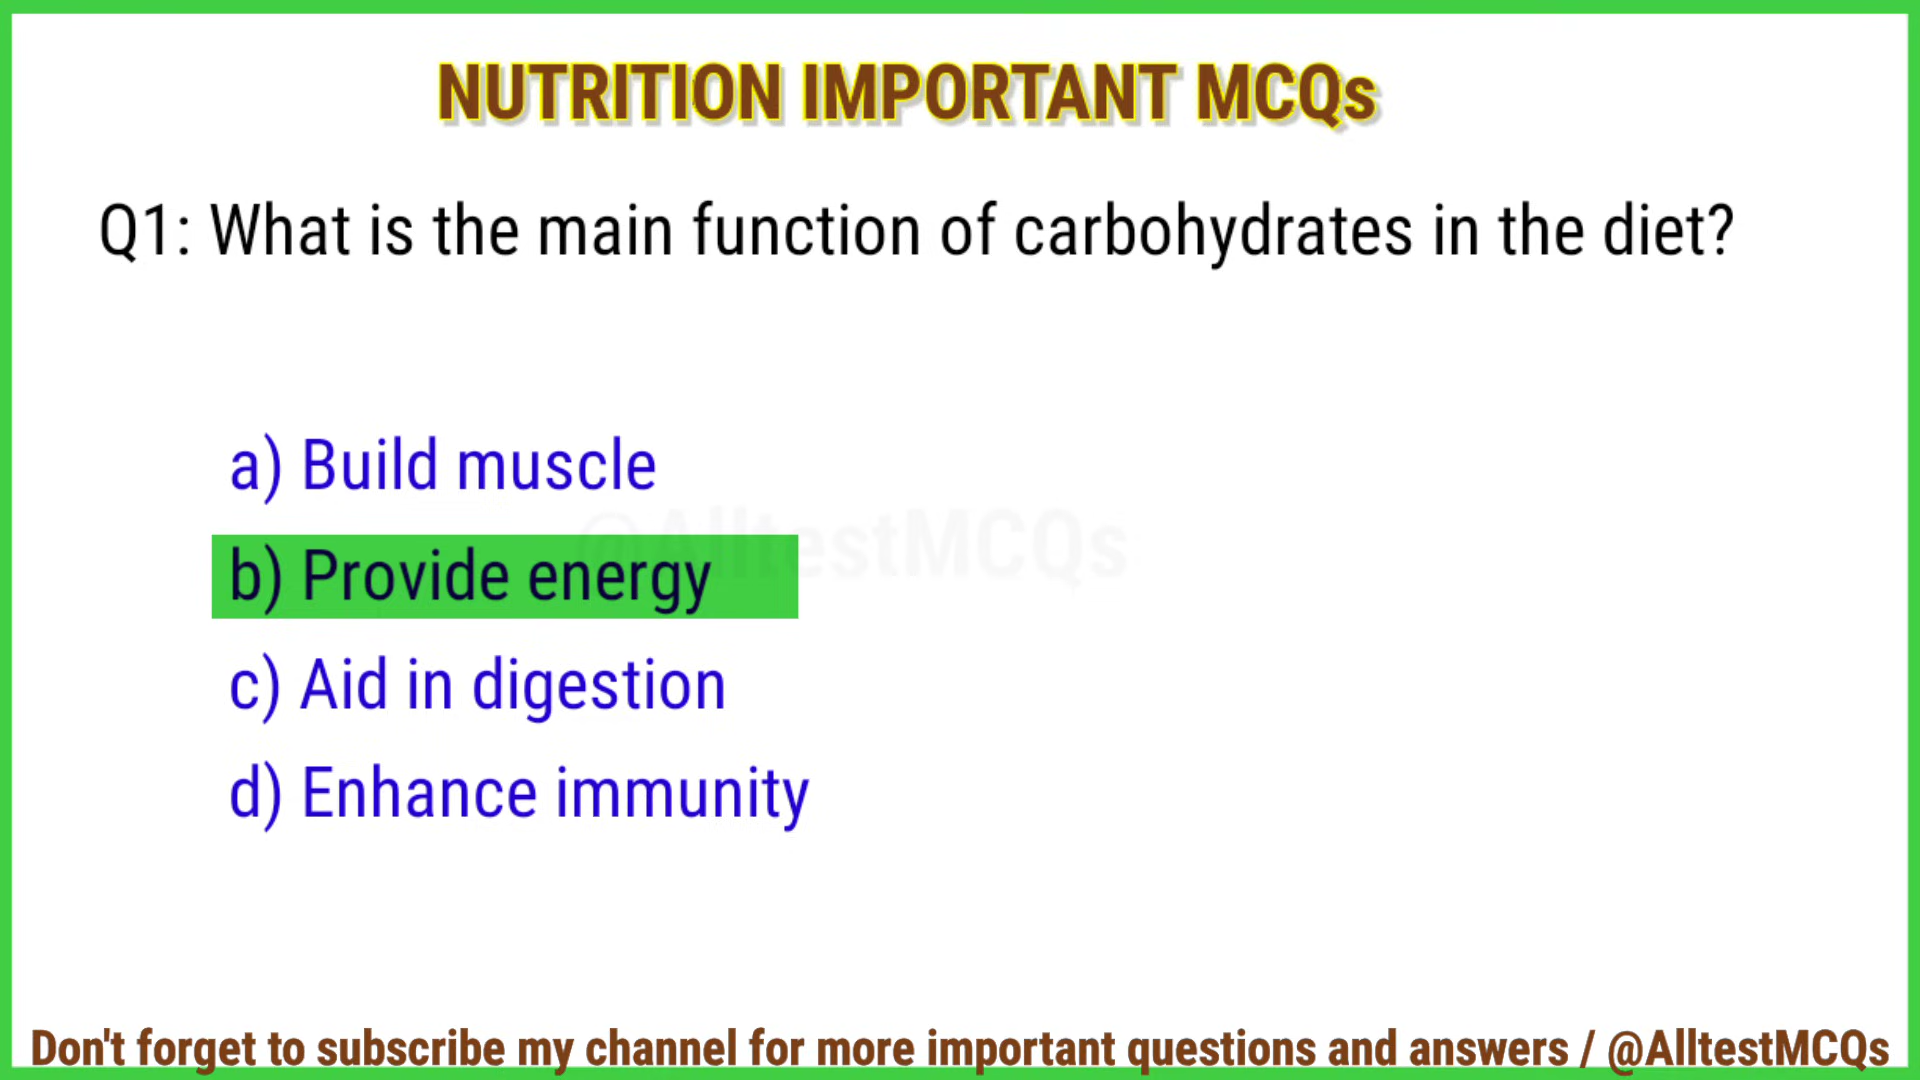 NUTRITION IMPORTANT MCQs
Q1: What is the main function of carbohydrates in the diet?
a) Build muscle
@AlltestMCQs
b) Provide energy
c) Aid in digestion
d) Enhance immunity
Don't forget to subscribe my channel for more important questions and answers / @AlltestMCQs